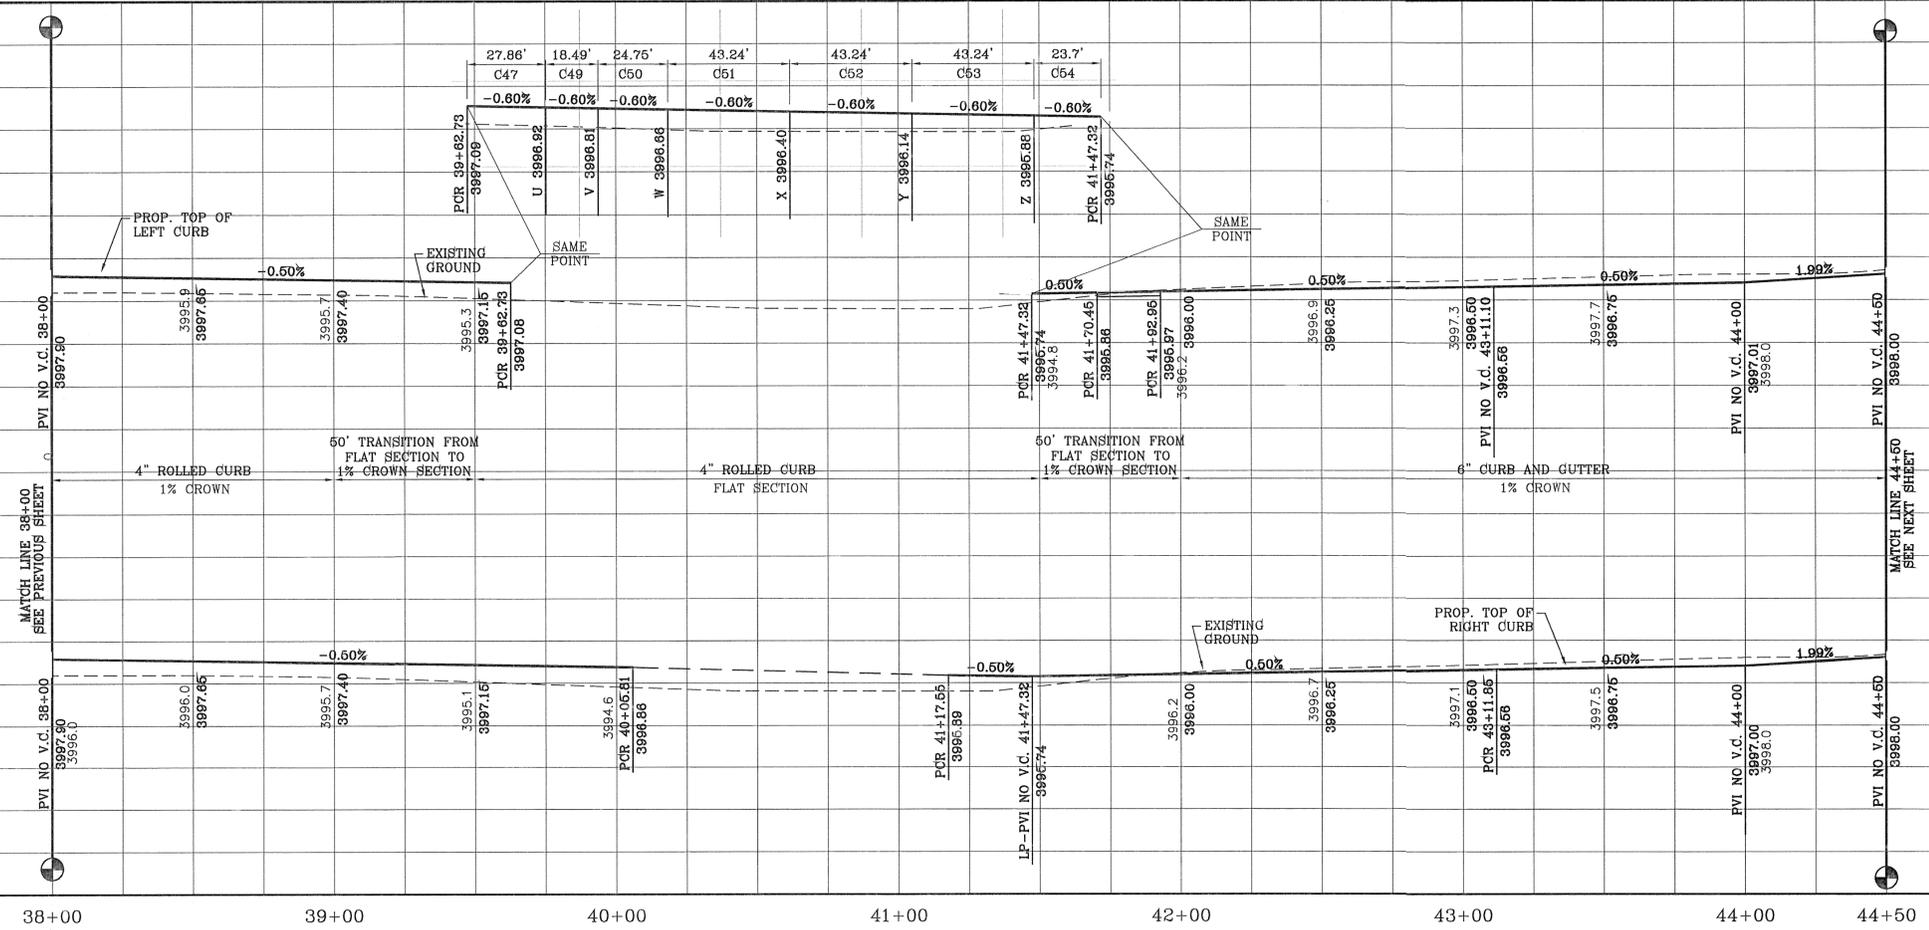 27.86' 18.49' 24.75' 43.24' 43.24' 43.24' 23.7'
C47 C49 C50 C51 C52 C53 C54
-0.60% -0.60% -0.60% -0.60% -0.60% -0.60% -0.60%
PCR 39+62.73
3997.09
U 3996.92
V 3996.81
W 3996.66
X 3996.40
Y 3996.14
Z 3995.88
PCR 41+47.32
3995.74
PROP. TOP OF
LEFT CURB
EXISTING
GROUND
SAME
POINT
SAME
POINT
-0.50%
0.50%
0.50%
0.50%
1.99%
PVI NO V.C. 38+00
3997.90
3995.9
3997.65
3995.7
3997.40
3995.3
3997.15
PCR 39+62.73
3997.08
PCR 41+47.32
3995.74
3994.8
PCR 41+70.45
3995.86
PCR 41+92.95
3995.97
3996.2
3996.00
3996.9
3996.25
3997.3
3996.50
PVI NO V.C. 43+11.10
3996.56
3997.7
3996.75
PVI NO V.C. 44+00
3997.01
3998.0
PVI NO V.C. 44+50
3998.00
4" ROLLED CURB
1% CROWN
50' TRANSITION FROM
FLAT SECTION TO
1% CROWN SECTION
4" ROLLED CURB
FLAT SECTION
50' TRANSITION FROM
FLAT SECTION TO
1% CROWN SECTION
6" CURB AND GUTTER
1% CROWN
MATCH LINE 38+00
SEE PREVIOUS SHEET
MATCH LINE 44+50
SEE NEXT SHEET
EXISTING
GROUND
PROP. TOP OF
RIGHT CURB
-0.50%
-0.50%
0.50%
0.50%
1.99%
PVI NO V.C. 38+00
3997.90
3996.0
3996.0
3997.65
3995.7
3997.40
3995.1
3997.15
3994.6
PCR 40+05.81
3996.86
PCR 41+17.55
3995.89
LP-PVI NO V.C. 41+47.32
3995.74
3996.2
3996.00
3996.7
3996.25
3997.1
3996.50
PCR 43+11.85
3996.56
3997.5
3996.75
PVI NO V.C. 44+00
3997.00
3998.0
PVI NO V.C. 44+50
3998.00
38+00 39+00 40+00 41+00 42+00 43+00 44+00 44+50